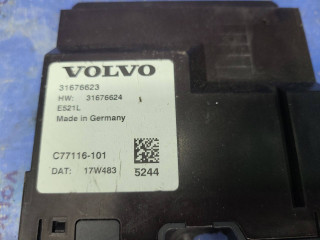 VOLVO
31676623
HW: 31676624
E521L
Made in Germany
C77116-101
DAT: 17W483 5244